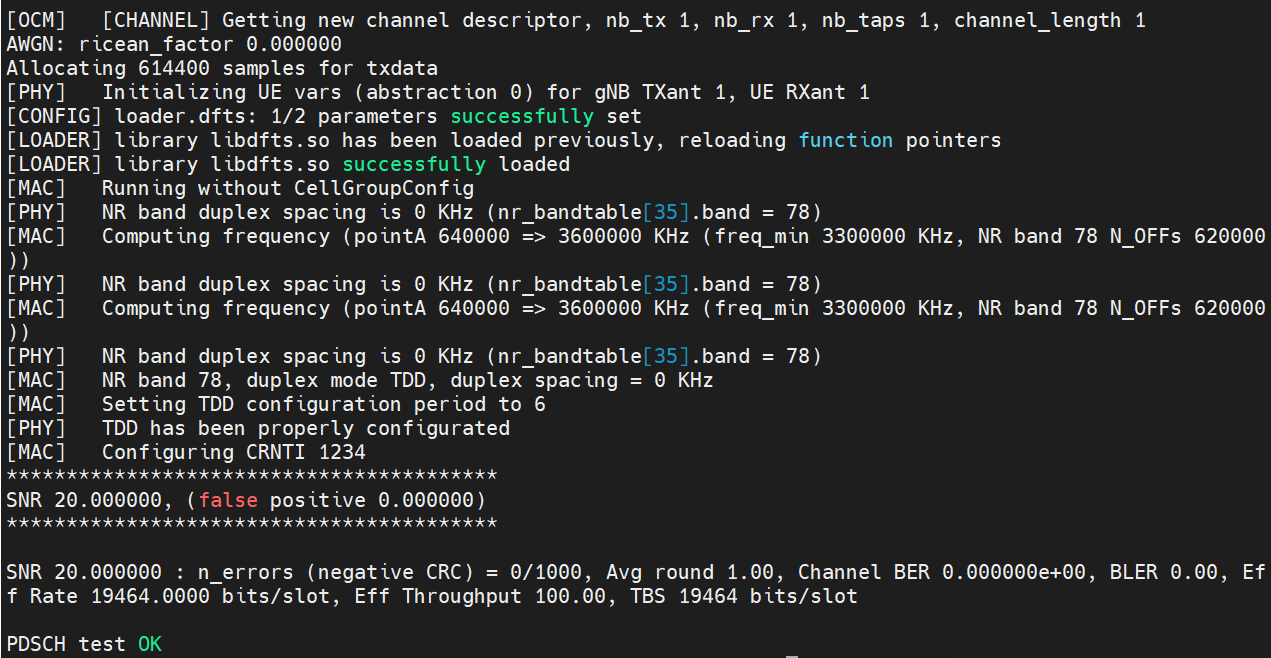 [OCM]   [CHANNEL] Getting new channel descriptor, nb_tx 1, nb_rx 1, nb_taps 1, channel_length 1
AWGN: ricean_factor 0.000000
Allocating 614400 samples for txdata
[PHY]   Initializing UE vars (abstraction 0) for gNB TXant 1, UE RXant 1
[CONFIG] loader.dfts: 1/2 parameters successfully set
[LOADER] library libdfts.so has been loaded previously, reloading function pointers
[LOADER] library libdfts.so successfully loaded
[MAC]   Running without CellGroupConfig
[PHY]   NR band duplex spacing is 0 KHz (nr_bandtable[35].band = 78)
[MAC]   Computing frequency (pointA 640000 => 3600000 KHz (freq_min 3300000 KHz, NR band 78 N_OFFs 620000
))
[PHY]   NR band duplex spacing is 0 KHz (nr_bandtable[35].band = 78)
[MAC]   Computing frequency (pointA 640000 => 3600000 KHz (freq_min 3300000 KHz, NR band 78 N_OFFs 620000
))
[PHY]   NR band duplex spacing is 0 KHz (nr_bandtable[35].band = 78)
[MAC]   NR band 78, duplex mode TDD, duplex spacing = 0 KHz
[MAC]   Setting TDD configuration period to 6
[PHY]   TDD has been properly configurated
[MAC]   Configuring CRNTI 1234
*****************************************
SNR 20.000000, (false positive 0.000000)
*****************************************
SNR 20.000000 : n_errors (negative CRC) = 0/1000, Avg round 1.00, Channel BER 0.000000e+00, BLER 0.00, Ef
f Rate 19464.0000 bits/slot, Eff Throughput 100.00, TBS 19464 bits/slot
PDSCH test OK